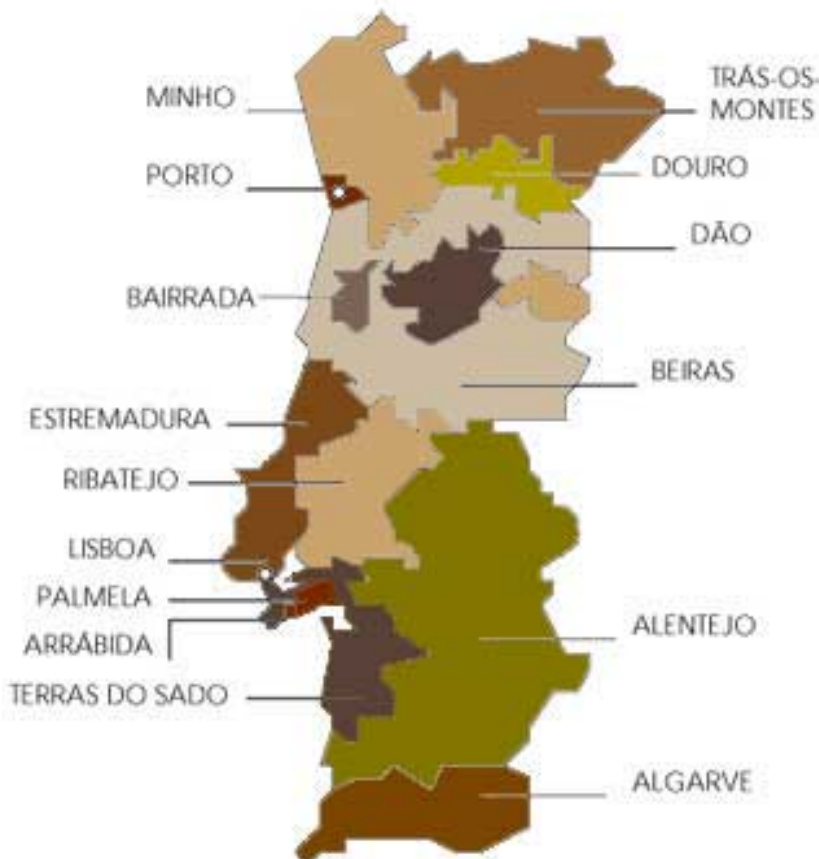 TRÁS-OS-
MONTES
MINHO
DOURO
PORTO
DÃO
BAIRRADA
BEIRAS
ESTREMADURA
RIBATEJO
LISBOA
PALMELA
ARRÁBIDA
ALENTEJO
TERRAS DO SADO
ALGARVE